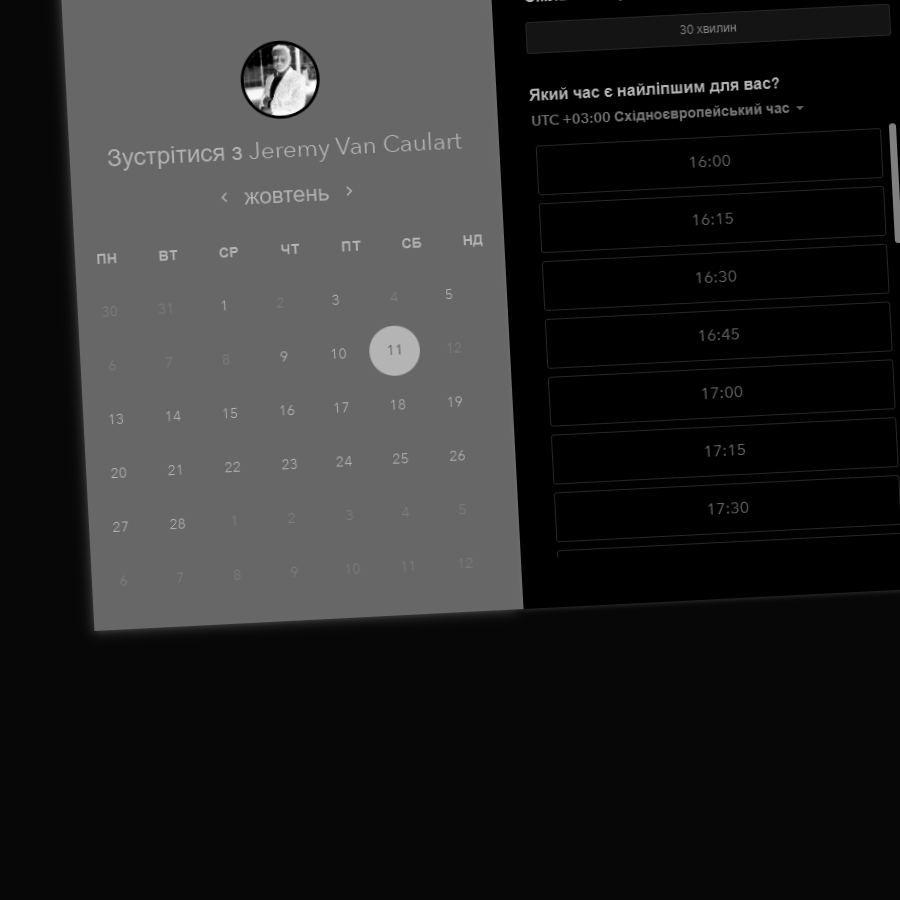 Зустрітися з Jeremy Van Caulart
‹ жовтень ›
ПН ВТ СР ЧТ ПТ СБ НД
30 31 1 2 3 4 5
6 7 8 9 10 11 12
13 14 15 16 17 18 19
20 21 22 23 24 25 26
27 28 1 2 3 4 5
6 7 8 9 10 11 12
30 хвилин
Який час є найліпшим для вас?
UTC +03:00 Східноєвропейський час
16:00
16:15
16:30
16:45
17:00
17:15
17:30